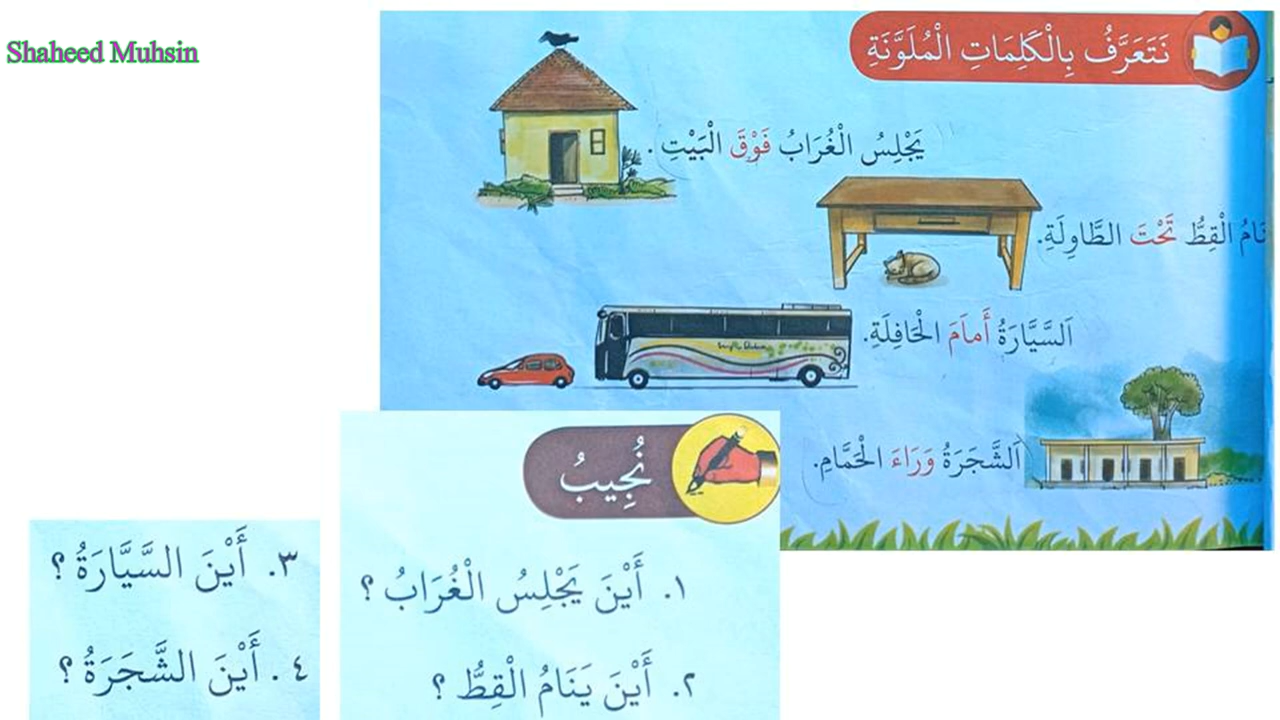 Shaheed Muhsin
نَتَعَرَّفُ بِالْكَلِمَاتِ الْمُلَوَّنَةِ
يَجْلِسُ الْغُرَابُ فَوْقَ الْبَيْتِ .
نَامُ الْقِطُّ تَحْتَ الطَّاوِلَةِ.
اَلسَّيَّارَةُ أَمَامَ الْحَافِلَةِ.
اَلشَّجَرَةُ وَرَاءَ الْحَمَّامِ.
نُجِيبُ
١. أَيْنَ يَجْلِسُ الْغُرَابُ ؟
٢. أَيْنَ يَنَامُ الْقِطُّ ؟
٣. أَيْنَ السَّيَّارَةُ ؟
٤ . أَيْنَ الشَّجَرَةُ ؟